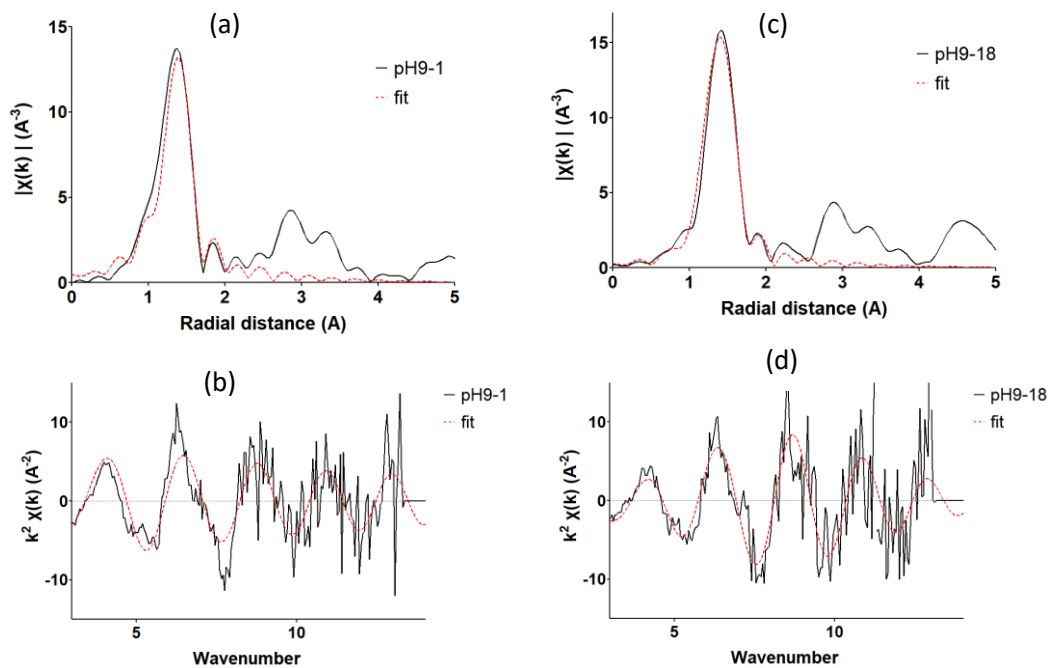 (a)
15
10
5
0
|χ(k) | (A⁻³)
pH9-1
fit
0 1 2 3 4 5
Radial distance (A)
(c)
15
10
5
0
|χ(k) | (A⁻³)
pH9-18
fit
0 1 2 3 4 5
Radial distance (A)
(b)
10
0
-10
k² χ(k) (A⁻²)
pH9-1
fit
5 10
Wavenumber
(d)
10
0
-10
k² χ(k) (A⁻²)
pH9-18
fit
5 10
Wavenumber